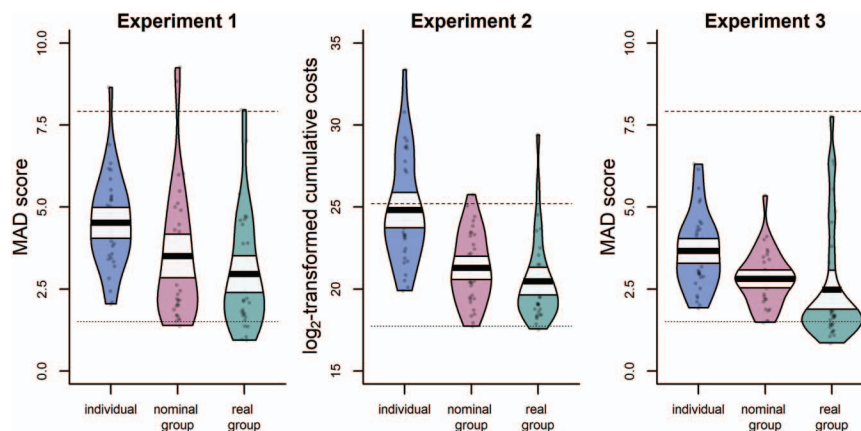 Experiment 1
MAD score
10.0
7.5
5.0
2.5
0.0
individual
nominal
group
real
group
Experiment 2
log2-transformed cumulative costs
35
30
25
20
15
individual
nominal
group
real
group
Experiment 3
MAD score
10.0
7.5
5.0
2.5
0.0
individual
nominal
group
real
group